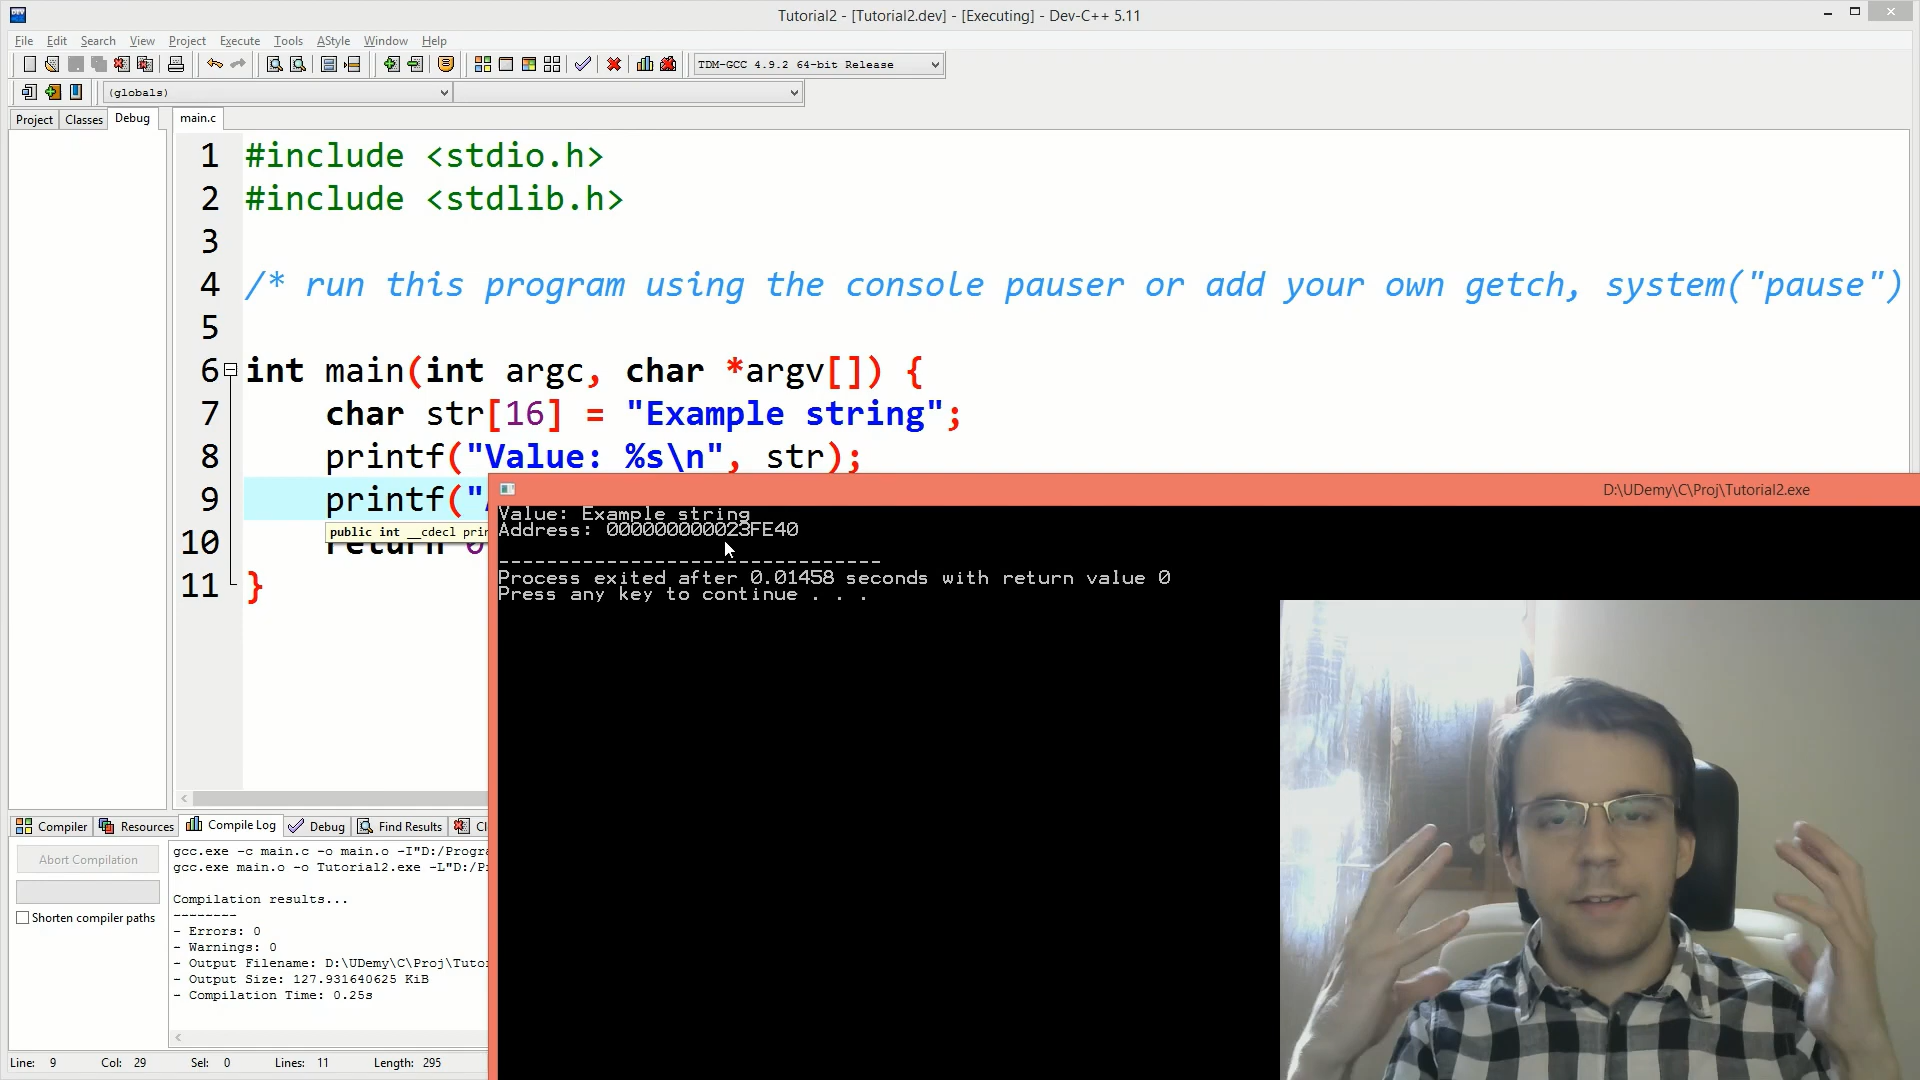 Tutorial2 - [Tutorial2.dev] - [Executing] - Dev-C++ 5.11
File Edit Search View Project Execute Tools AStyle Window Help
TDM-GCC 4.9.2 64-bit Release
(globals)
Project Classes Debug
main.c
1 #include <stdio.h>
2 #include <stdlib.h>
3
4 /* run this program using the console pauser or add your own getch, system("pause")
5
6 int main(int argc, char *argv[]) {
7 char str[16] = "Example string";
8 printf("Value: %s\n", str);
9 printf("
public int __cdecl prin
10 return 0
11 }
D:\UDemy\C\Proj\Tutorial2.exe
Value: Example string
Address: 000000000023FE40
--------------------------------
Process exited after 0.01458 seconds with return value 0
Press any key to continue . . .
Compiler Resources Compile Log Debug Find Results Cl
Abort Compilation
Shorten compiler paths
gcc.exe -c main.c -o main.o -I"D:/Progra
gcc.exe main.o -o Tutorial2.exe -L"D:/P
Compilation results...
--------
- Errors: 0
- Warnings: 0
- Output Filename: D:\UDemy\C\Proj\Tuto
- Output Size: 127.931640625 KiB
- Compilation Time: 0.25s
Line: 9 Col: 29 Sel: 0 Lines: 11 Length: 295